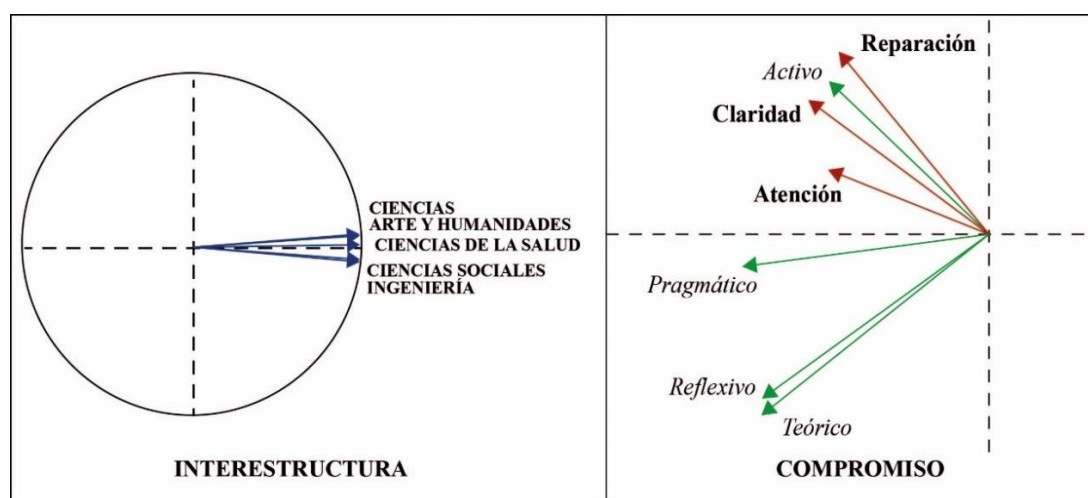 CIENCIAS
ARTE Y HUMANIDADES
CIENCIAS DE LA SALUD
CIENCIAS SOCIALES
INGENIERÍA
INTERESTRUCTURA
Reparación
Activo
Claridad
Atención
Pragmático
Reflexivo
Teórico
COMPROMISO